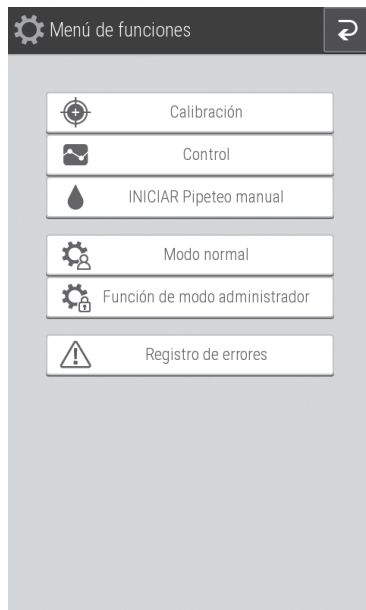 Menú de funciones
Calibración
Control
INICIAR Pipeteo manual
Modo normal
Función de modo administrador
Registro de errores